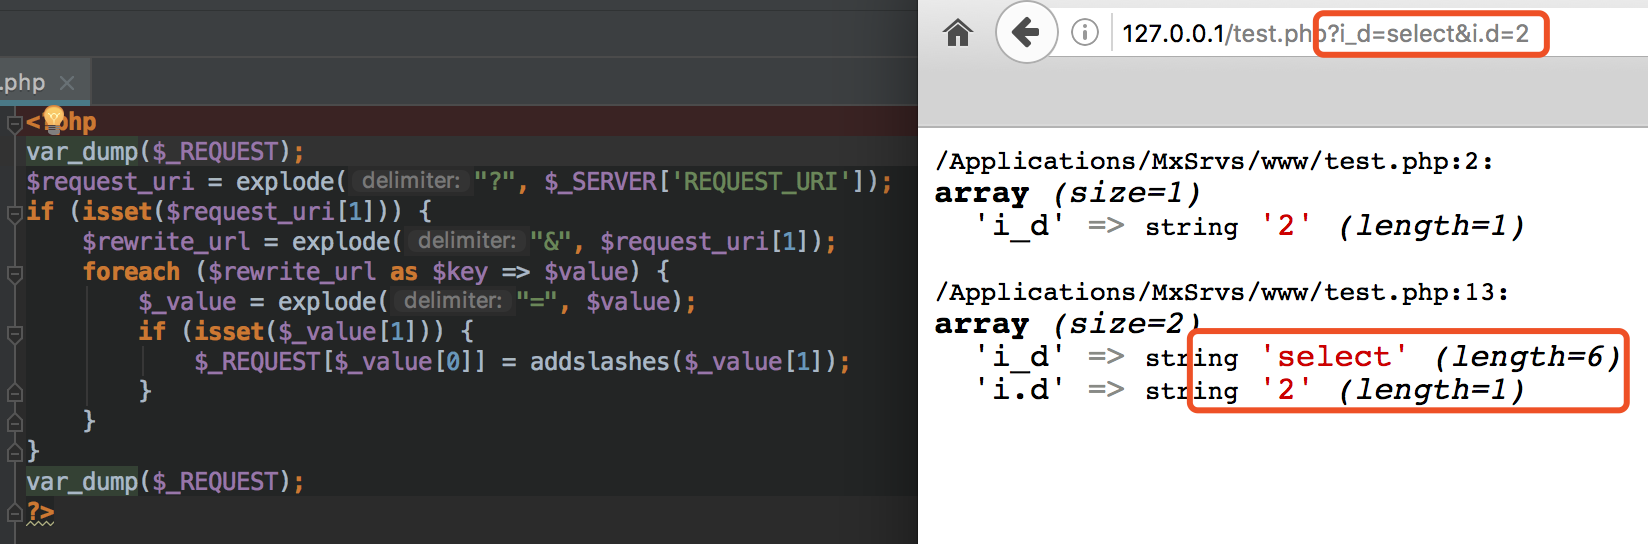 .php
<?php
var_dump($_REQUEST);
$request_uri = explode( delimiter: "?", $_SERVER['REQUEST_URI']);
if (isset($request_uri[1])) {
$rewrite_url = explode( delimiter: "&", $request_uri[1]);
foreach ($rewrite_url as $key => $value) {
$_value = explode( delimiter: "=", $value);
if (isset($_value[1])) {
$_REQUEST[$_value[0]] = addslashes($_value[1]);
}
}
}
var_dump($_REQUEST);
?>
127.0.0.1/test.php?i_d=select&i.d=2
/Applications/MxSrvs/www/test.php:2:
array (size=1)
'i_d' => string '2' (length=1)
/Applications/MxSrvs/www/test.php:13:
array (size=2)
'i_d' => string 'select' (length=6)
'i.d' => string '2' (length=1)